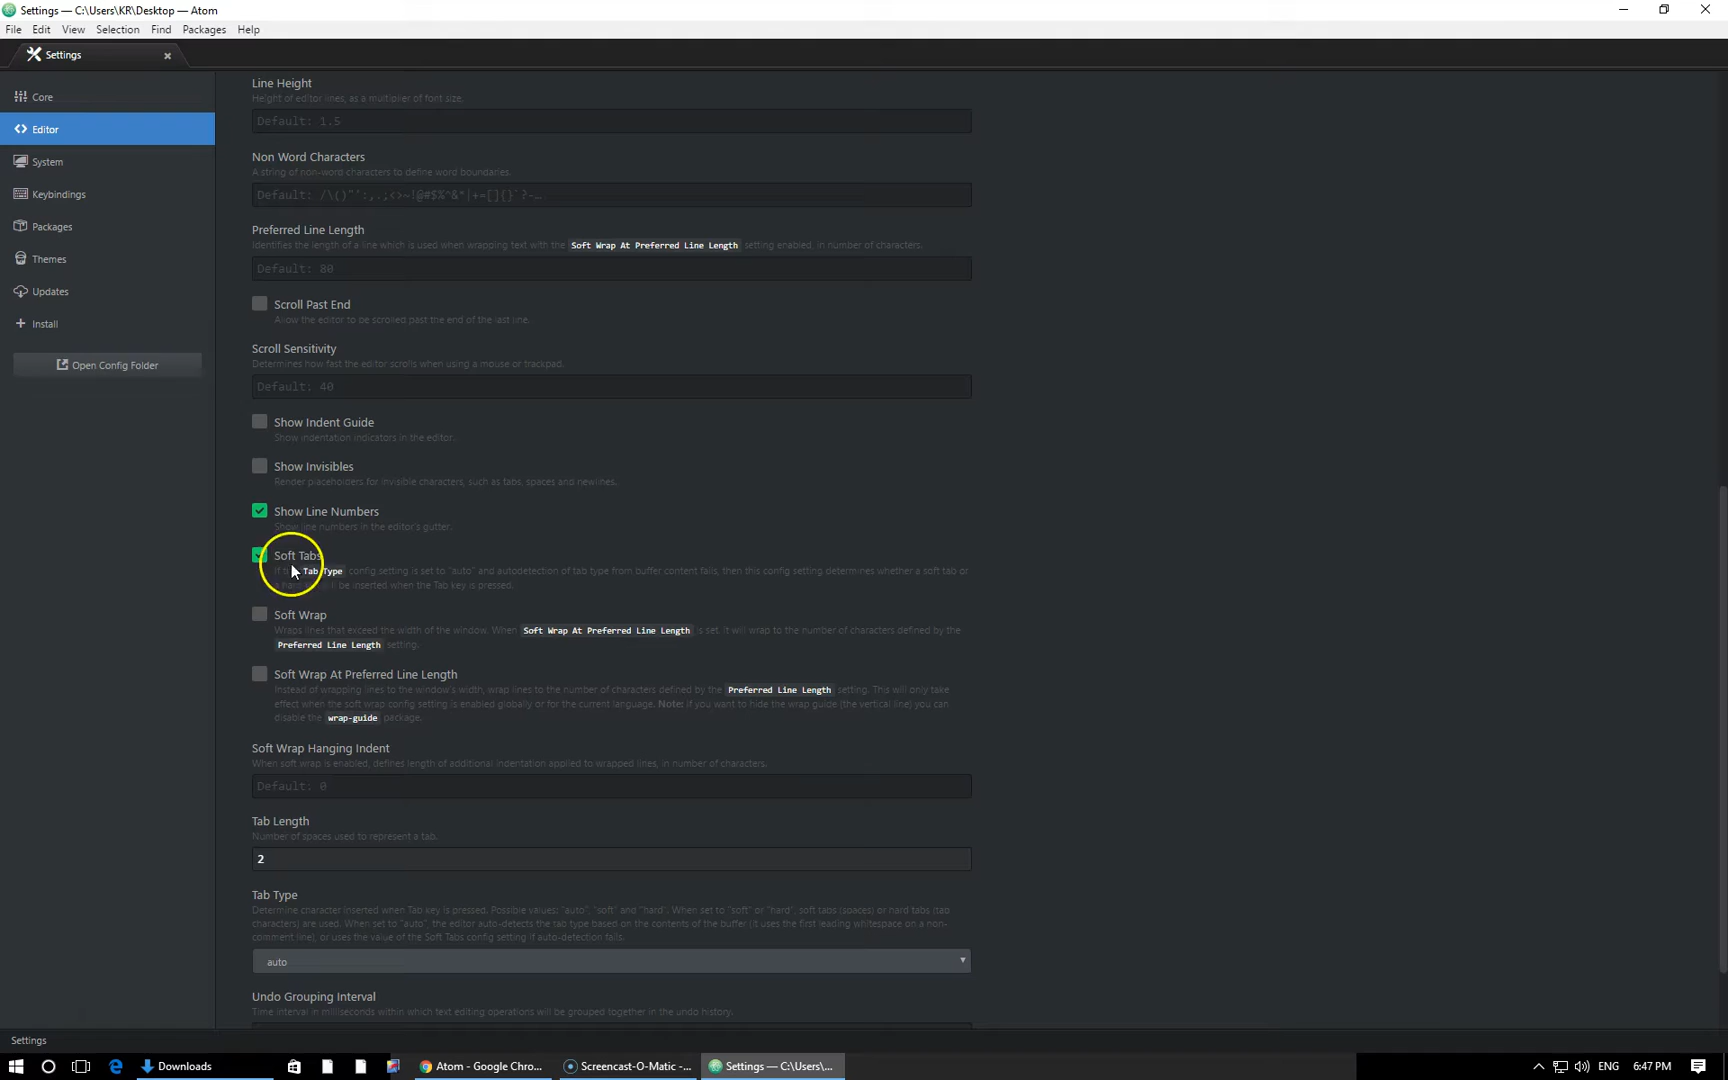 Settings — C:\Users\KR\Desktop — Atom
File Edit View Selection Find Packages Help
Settings
Core
Editor
System
Keybindings
Packages
Themes
Updates
Install
Open Config Folder
Line Height
Height of editor lines, as a multiplier of font size.
Default: 1.5
Non Word Characters
A string of non-word characters to define word boundaries.
Default: /\()"':,.;<>~!@#$%^&*|+=[]{}`?-…
Preferred Line Length
Identifies the length of a line which is used when wrapping text with the Soft Wrap At Preferred Line Length setting enabled, in number of characters.
Default: 80
Scroll Past End
Allow the editor to be scrolled past the end of the last line.
Scroll Sensitivity
Determines how fast the editor scrolls when using a mouse or trackpad.
Default: 40
Show Indent Guide
Show indentation indicators in the editor.
Show Invisibles
Render placeholders for invisible characters, such as tabs, spaces and newlines.
Show Line Numbers
Show line numbers in the editor's gutter.
Soft Tabs
If Tab Type config setting is set to "auto" and autodetection of tab type from buffer content fails, then this config setting determines whether a soft tab or
be inserted when the Tab key is pressed.
Soft Wrap
Wraps lines that exceed the width of the window. When Soft Wrap At Preferred Line Length is set, it will wrap to the number of characters defined by the
Preferred Line Length setting.
Soft Wrap At Preferred Line Length
Instead of wrapping lines to the window's width, wrap lines to the number of characters defined by the Preferred Line Length setting. This will only take
effect when the soft wrap config setting is enabled globally or for the current language. Note: If you want to hide the wrap guide (the vertical line) you can
disable the wrap-guide package.
Soft Wrap Hanging Indent
When soft wrap is enabled, defines length of additional indentation applied to wrapped lines, in number of characters.
Default: 0
Tab Length
Number of spaces used to represent a tab.
2
Tab Type
Determine character inserted when Tab key is pressed. Possible values: "auto", "soft" and "hard". When set to "soft" or "hard", soft tabs (spaces) or hard tabs (tab
characters) are used. When set to "auto", the editor auto-detects the tab type based on the contents of the buffer (it uses the first leading whitespace on a non-
comment line), or uses the value of the Soft Tabs config setting if auto-detection fails.
auto
Undo Grouping Interval
Time interval in milliseconds within which text editing operations will be grouped together in the undo history.
Settings
Downloads
Atom - Google Chro...
Screencast-O-Matic -...
Settings — C:\Users\...
ENG
6:47 PM